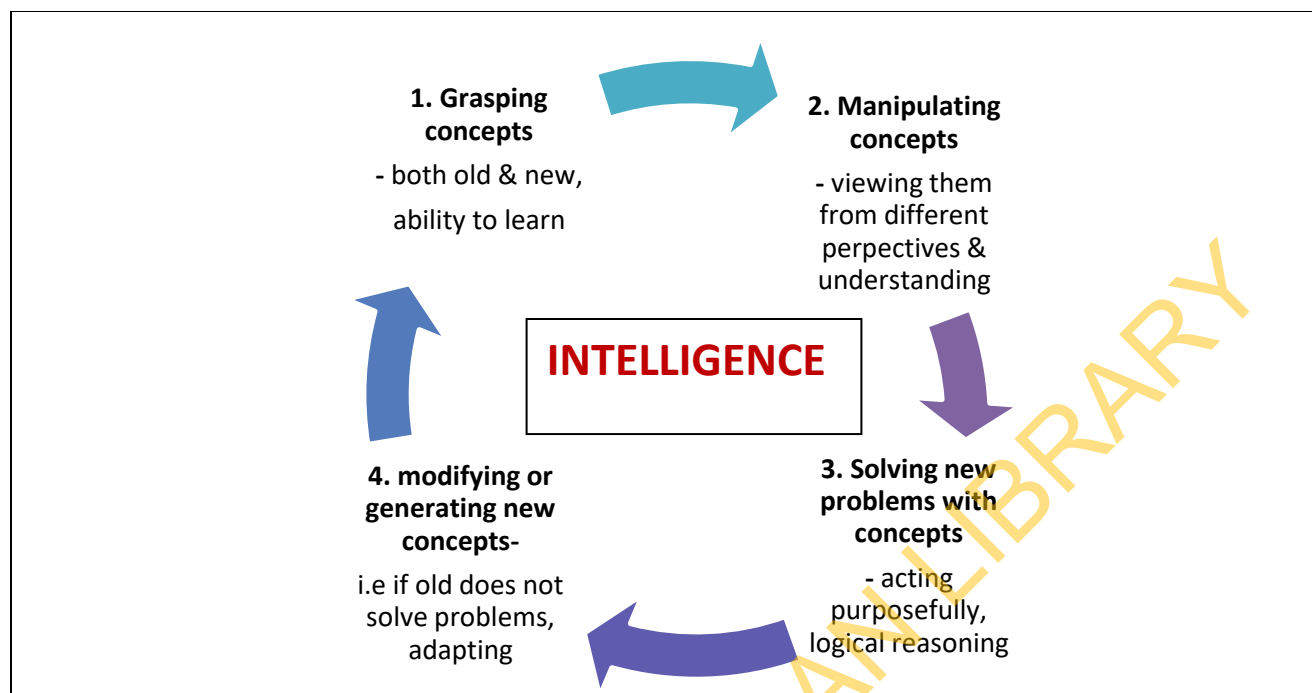 1. Grasping
concepts
- both old & new,
ability to learn
2. Manipulating
concepts
- viewing them
from different
perpectives &
understanding
INTELLIGENCE
3. Solving new
problems with
concepts
- acting
purposefully,
logical reasoning
4. modifying or
generating new
concepts-
i.e if old does not
solve problems,
adapting
AN LIBRARY